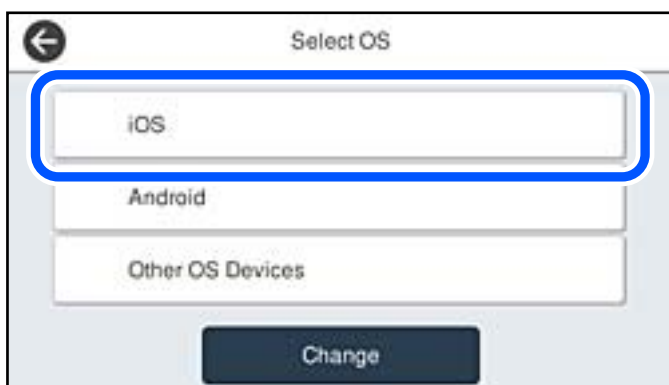 Select OS
iOS
Android
Other OS Devices
Change